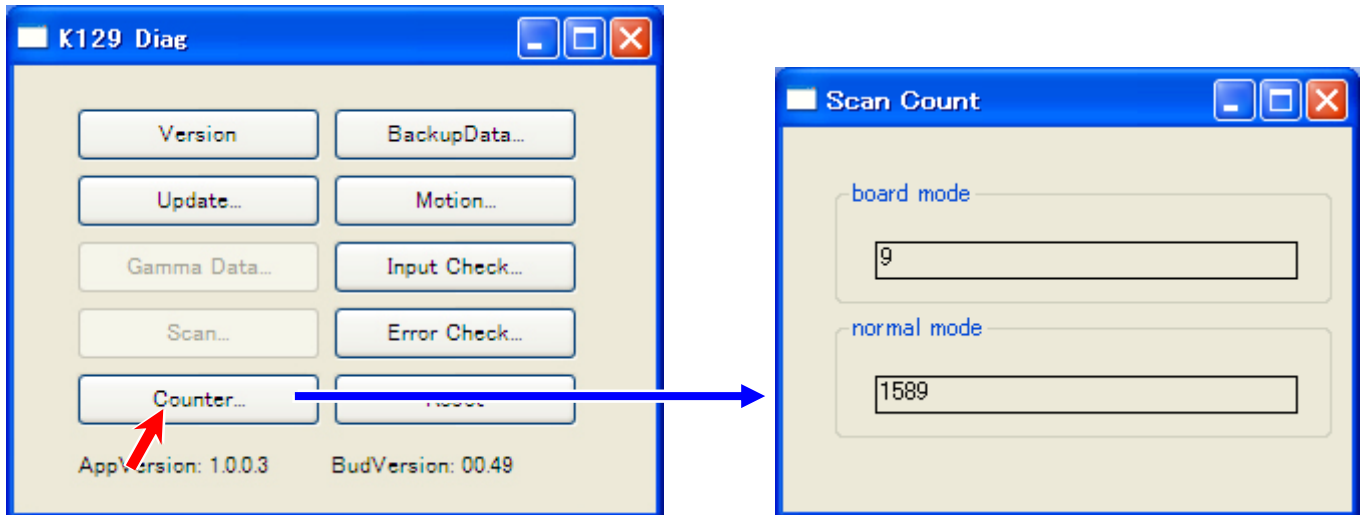 K129 Diag
Version
BackupData...
Update...
Motion...
Gamma Data...
Input Check...
Scan...
Error Check...
Counter...
AppVersion: 1.0.0.3
BudVersion: 00.49
Scan Count
board mode
9
normal mode
1589